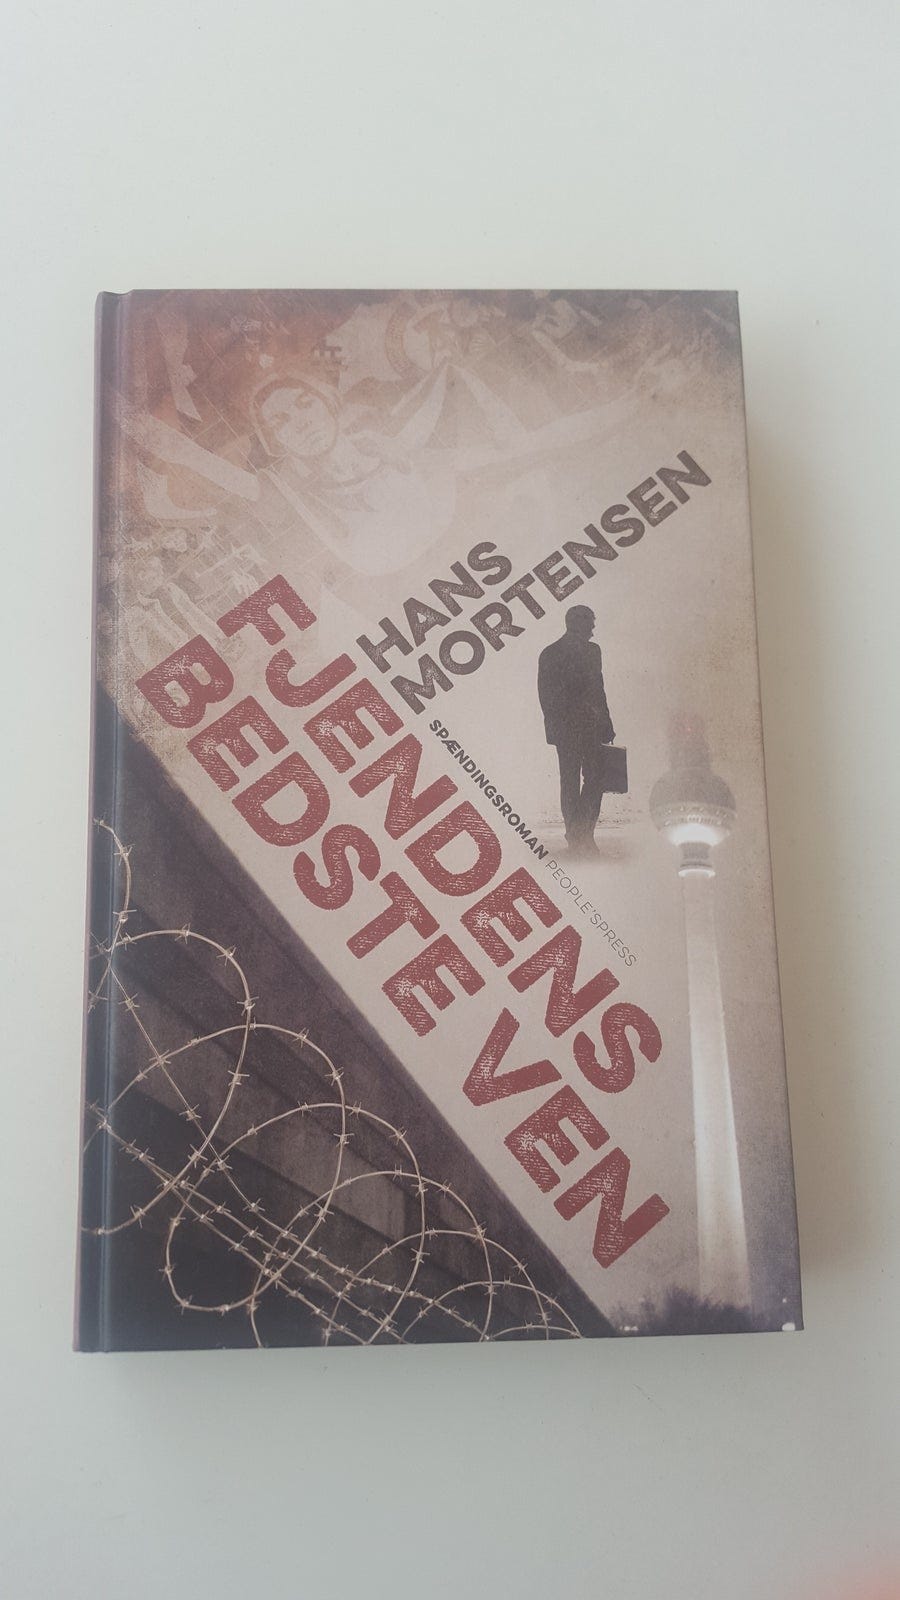 HANS
MORTENSEN
FJENDENS
BEDSTE VEN
SPÆNDINGSROMAN PEOPLE'SPRESS